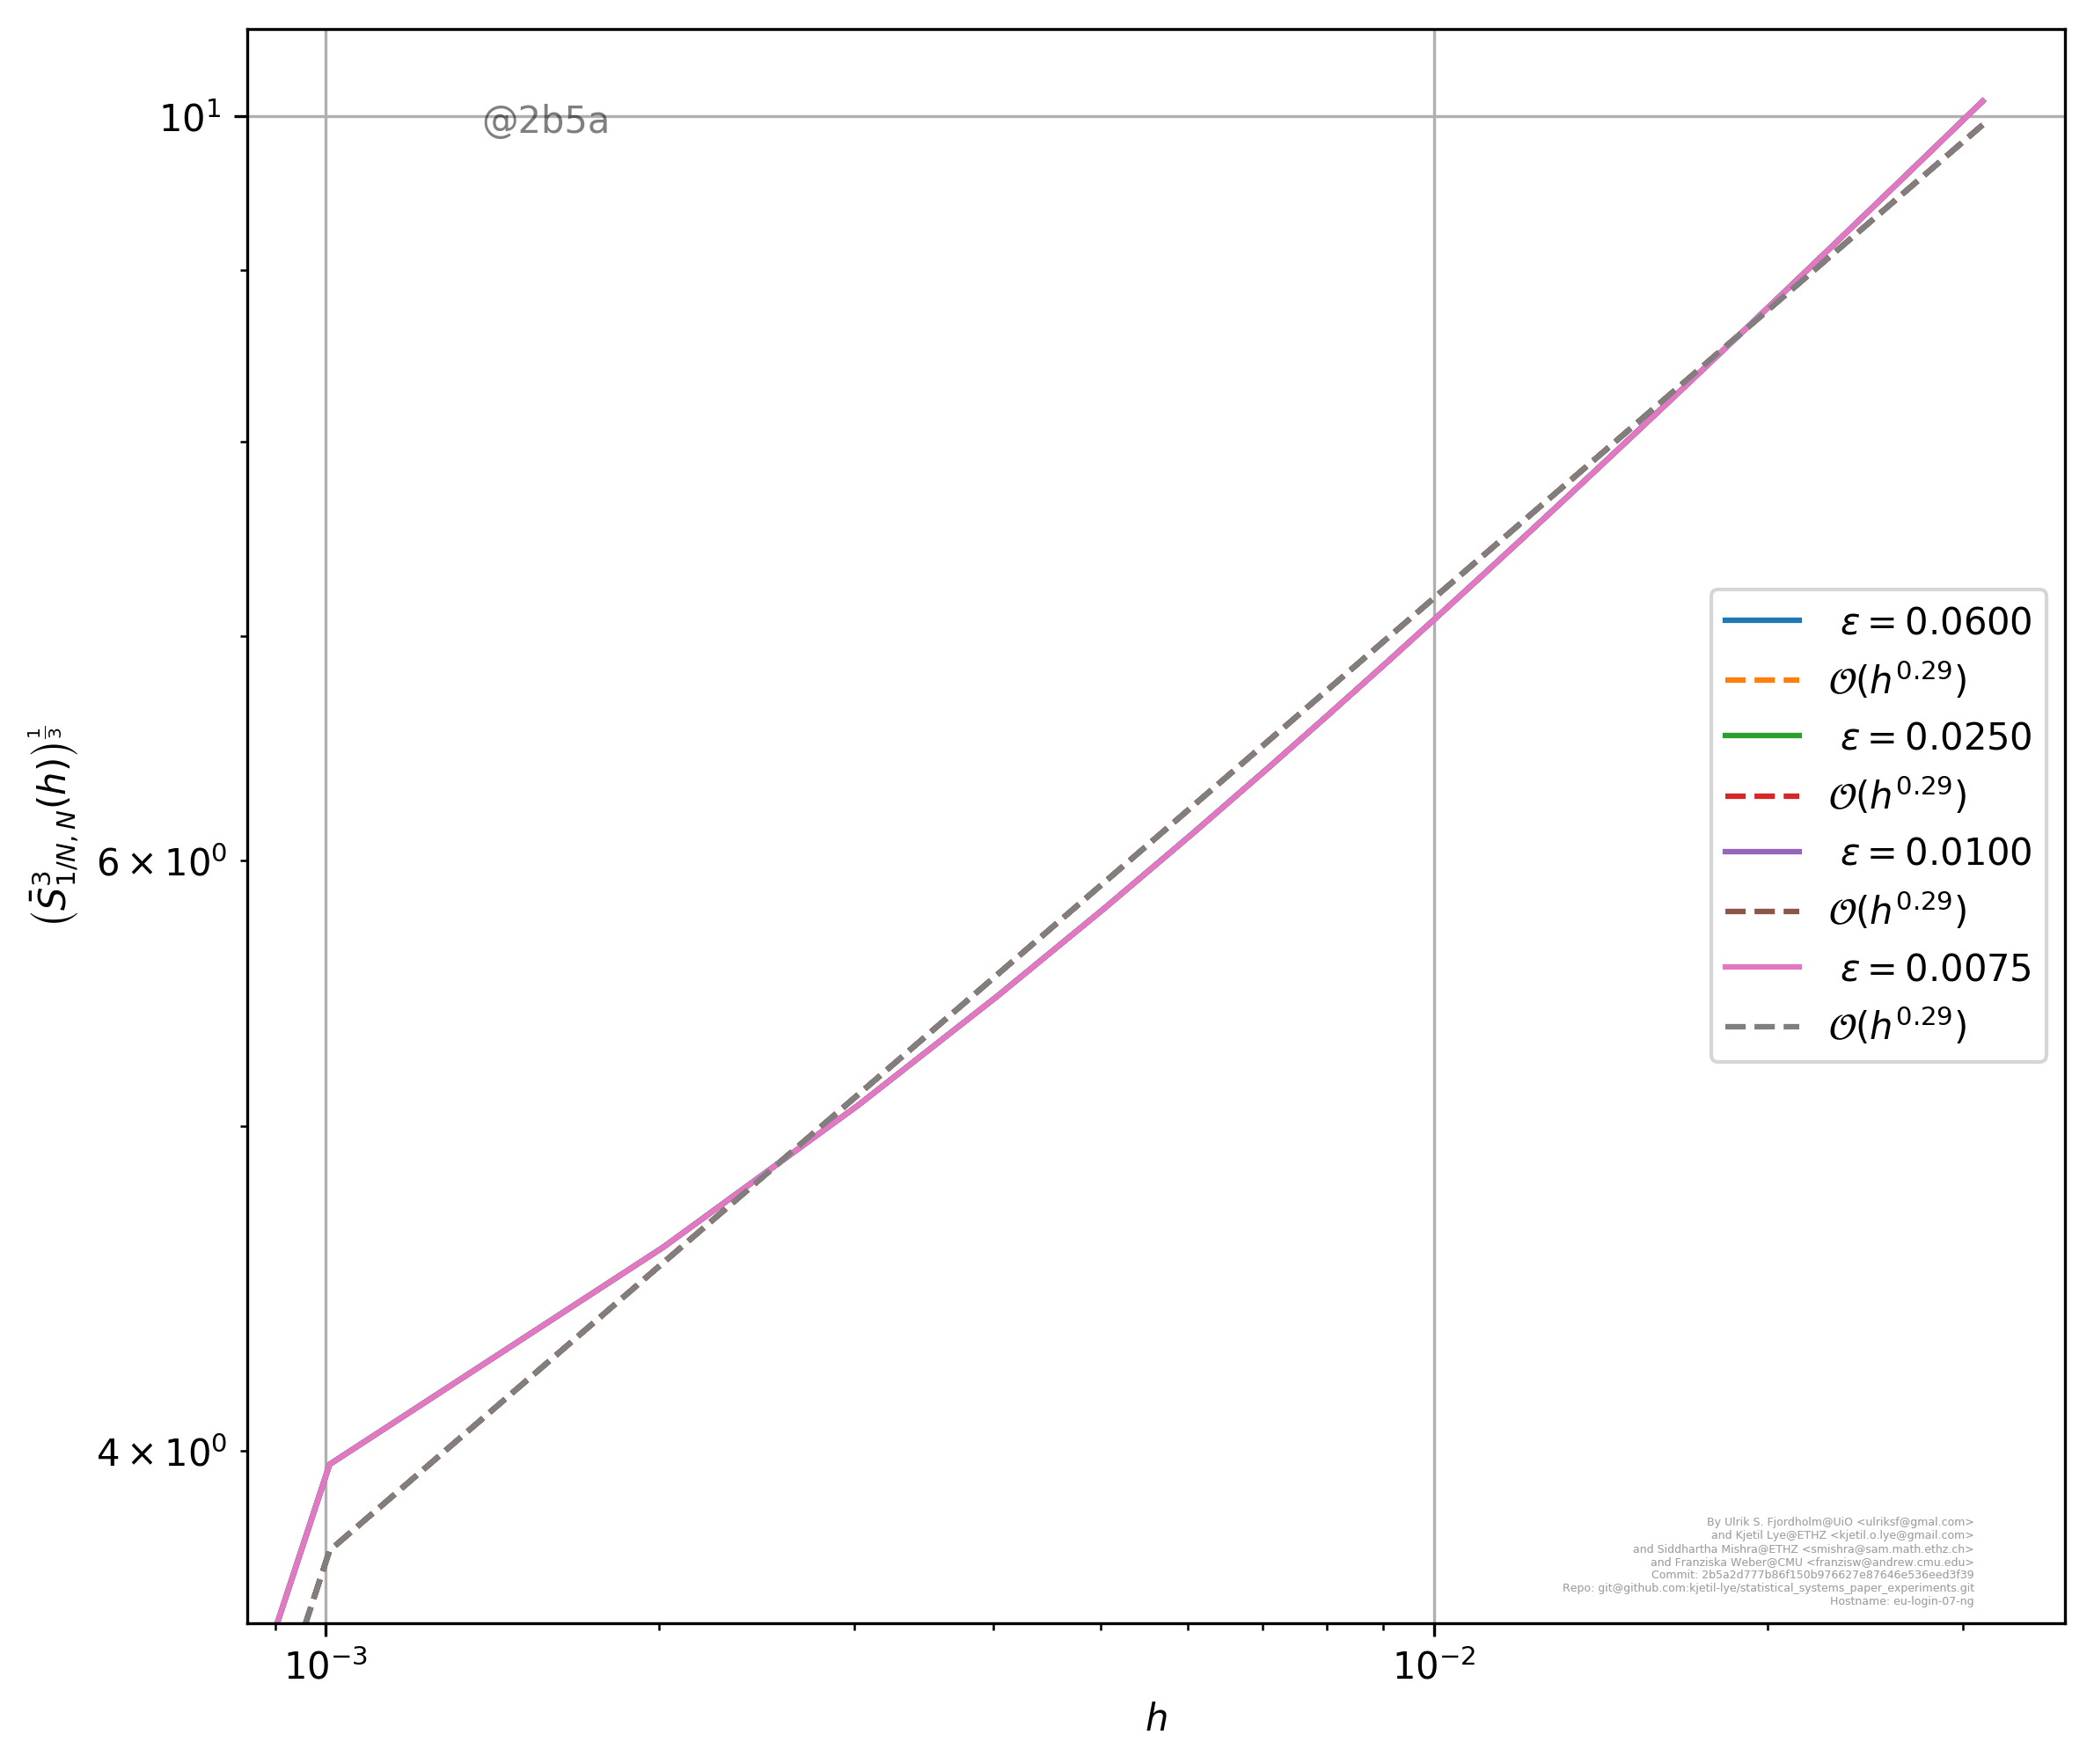 10¹
@2b5a
6 × 10⁰
4 × 10⁰
(S̄³₁/N, N(h))^(1/3)
ε = 0.0600
𝒪(h^0.29)
ε = 0.0250
𝒪(h^0.29)
ε = 0.0100
𝒪(h^0.29)
ε = 0.0075
𝒪(h^0.29)
By Ulrik S. Fjordholm@UiO <ulriksf@gmal.com>
and Kjetil Lye@ETHZ <kjetil.o.lye@gmail.com>
and Siddhartha Mishra@ETHZ <smishra@sam.math.ethz.ch>
and Franziska Weber@CMU <franzisw@andrew.cmu.edu>
Commit: 2b5a2d777b86f150b976627e87646e536eed3f39
Repo: git@github.com:kjetil-lye/statistical_systems_paper_experiments.git
Hostname: eu-login-07-ng
10⁻³
10⁻²
h